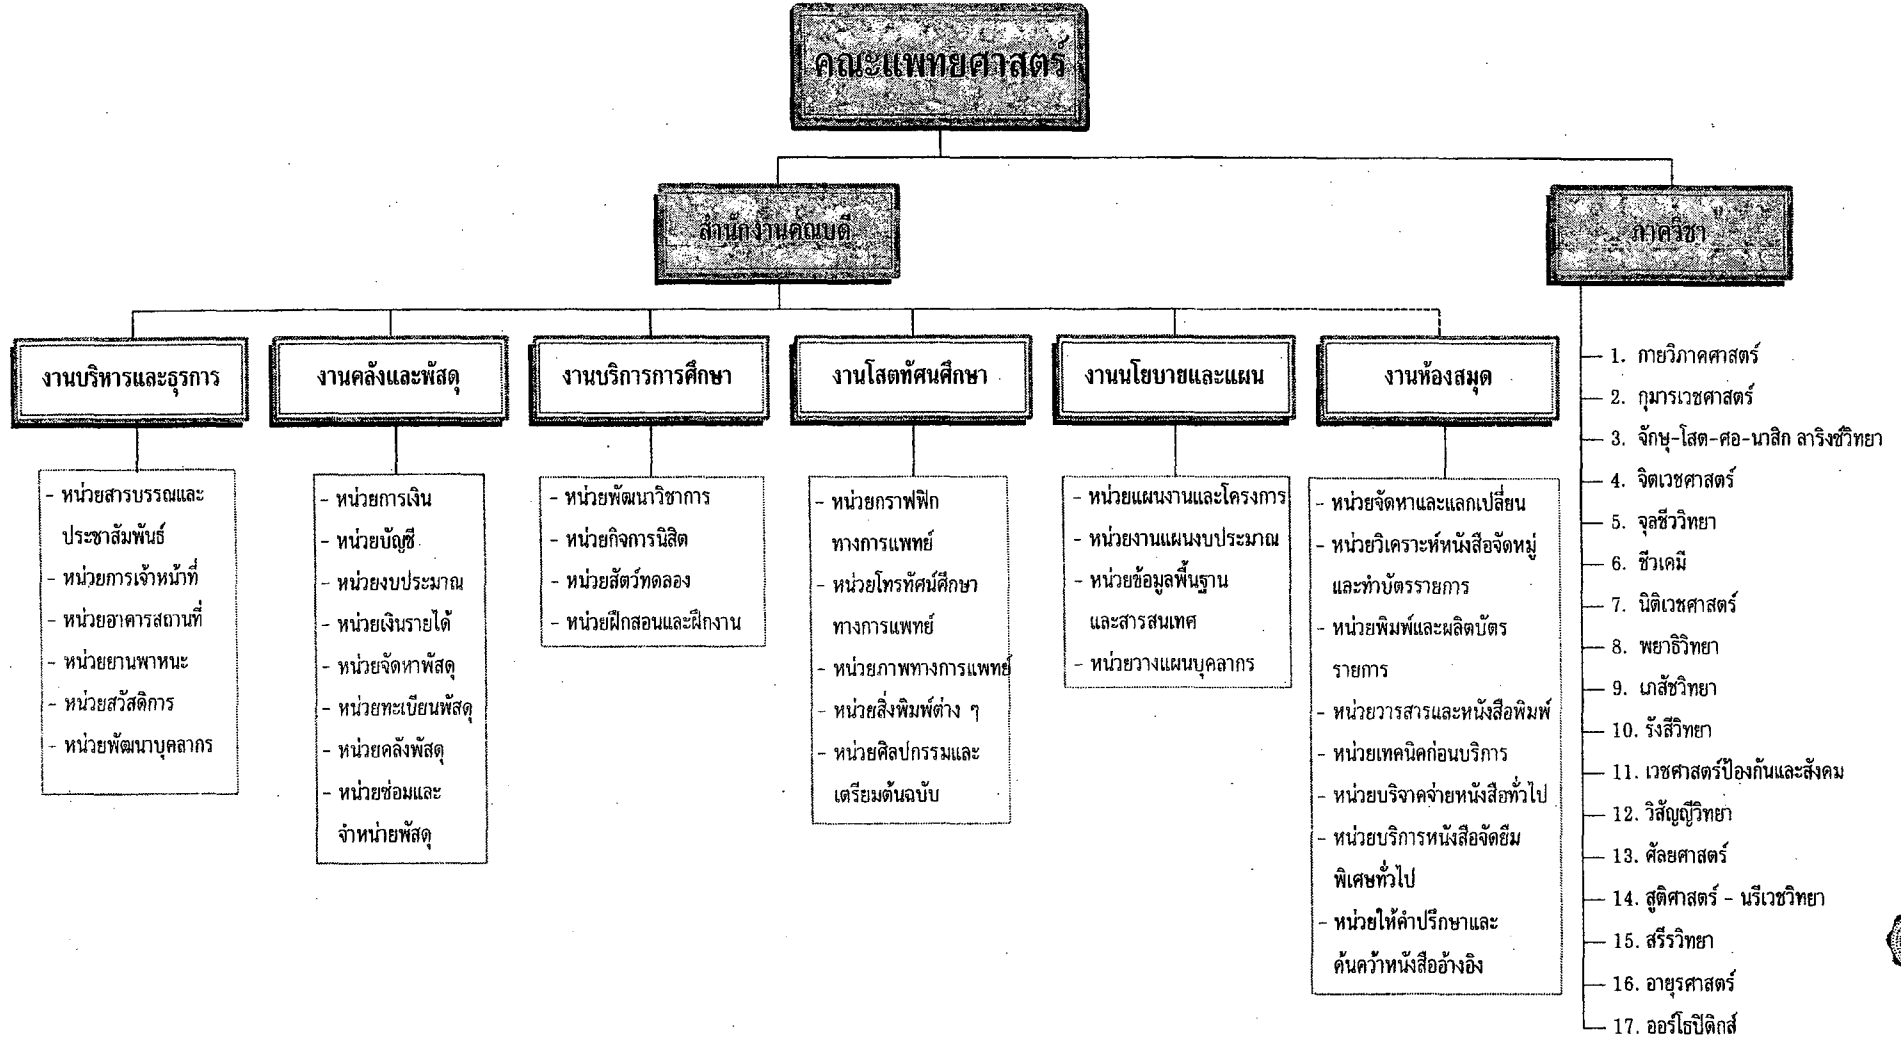 คณะแพทยศาสตร์
สำนักงานคณบดี
ภาควิชา
งานบริหารและธุรการ
- หน่วยสารบรรณและ
ประชาสัมพันธ์
- หน่วยการเจ้าหน้าที่
- หน่วยอาคารสถานที่
- หน่วยยานพาหนะ
- หน่วยสวัสดิการ
- หน่วยพัฒนาบุคลากร
งานคลังและพัสดุ
- หน่วยการเงิน
- หน่วยบัญชี
- หน่วยงบประมาณ
- หน่วยเงินรายได้
- หน่วยจัดหาพัสดุ
- หน่วยทะเบียนพัสดุ
- หน่วยคลังพัสดุ
- หน่วยซ่อมและ
จำหน่ายพัสดุ
งานบริการการศึกษา
- หน่วยพัฒนาวิชาการ
- หน่วยกิจการนิสิต
- หน่วยสัตว์ทดลอง
- หน่วยฝึกสอนและฝึกงาน
งานโสตทัศนศึกษา
- หน่วยกราฟฟิก
ทางการแพทย์
- หน่วยโทรทัศน์ศึกษา
ทางการแพทย์
- หน่วยภาพทางการแพทย์
- หน่วยสิ่งพิมพ์ต่าง ๆ
- หน่วยศิลปกรรมและ
เตรียมต้นฉบับ
งานนโยบายและแผน
- หน่วยแผนงานและโครงการ
- หน่วยงานแผนงบประมาณ
- หน่วยข้อมูลพื้นฐาน
และสารสนเทศ
- หน่วยวางแผนบุคลากร
งานห้องสมุด
- หน่วยจัดหาและแลกเปลี่ยน
- หน่วยวิเคราะห์หนังสือจัดหมู่
และทำบัตรรายการ
- หน่วยพิมพ์และผลิตบัตร
รายการ
- หน่วยวารสารและหนังสือพิมพ์
- หน่วยเทคนิคก่อนบริการ
- หน่วยบริจาคจ่ายหนังสือทั่วไป
- หน่วยบริการหนังสือจัดยืม
พิเศษทั่วไป
- หน่วยให้คำปรึกษาและ
ค้นคว้าหนังสืออ้างอิง
1. กายวิภาคศาสตร์
2. กุมารเวชศาสตร์
3. จักษุ-โสต-ศอ-นาสิก ลาริงซ์วิทยา
4. จิตเวชศาสตร์
5. จุลชีววิทยา
6. ชีวเคมี
7. นิติเวชศาสตร์
8. พยาธิวิทยา
9. เภสัชวิทยา
10. รังสีวิทยา
11. เวชศาสตร์ป้องกันและสังคม
12. วิสัญญีวิทยา
13. ศัลยศาสตร์
14. สูติศาสตร์ - นรีเวชวิทยา
15. สรีรวิทยา
16. อายุรศาสตร์
17. ออร์โธปิดิกส์